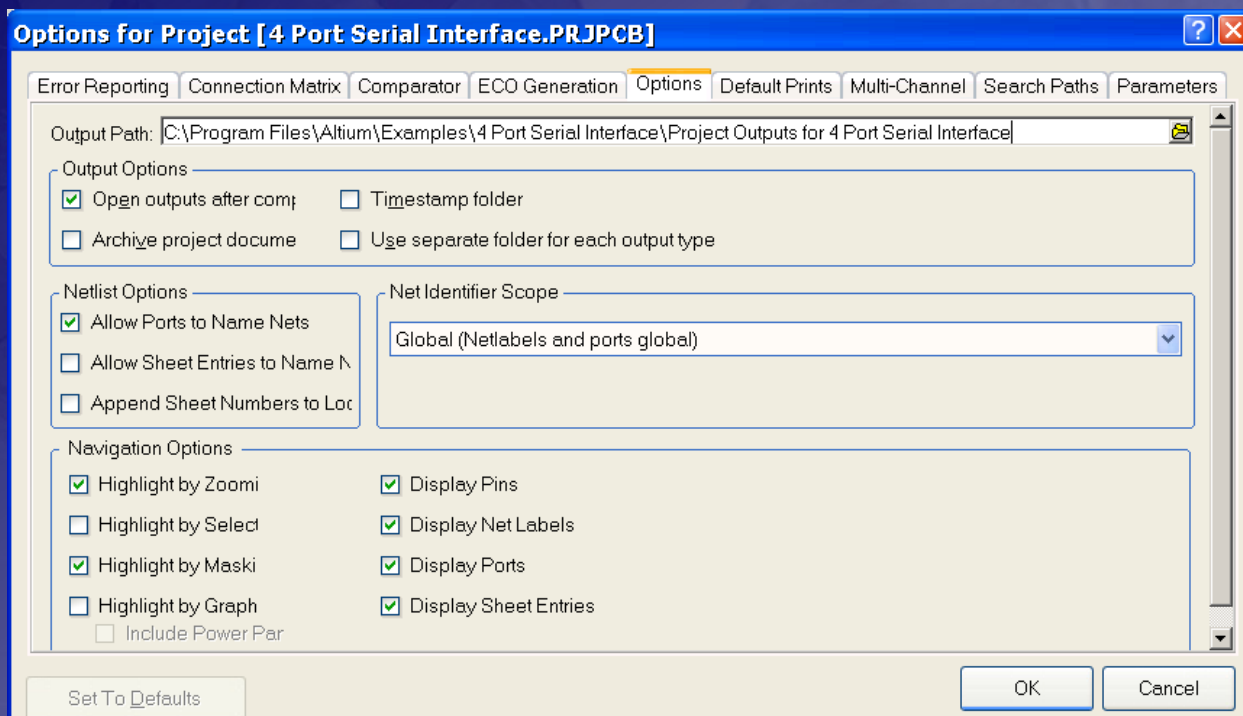 Options for Project [4 Port Serial Interface.PRJPCB]
Error Reporting Connection Matrix Comparator ECO Generation Options Default Prints Multi-Channel Search Paths Parameters
Output Path: C:\Program Files\Altium\Examples\4 Port Serial Interface\Project Outputs for 4 Port Serial Interface
Output Options
Open outputs after comp
Timestamp folder
Archive project docume
Use separate folder for each output type
Netlist Options
Allow Ports to Name Nets
Allow Sheet Entries to Name N
Append Sheet Numbers to Loc
Net Identifier Scope
Global (Netlabels and ports global)
Navigation Options
Highlight by Zoomi
Highlight by Select
Highlight by Maski
Highlight by Graph
Include Power Par
Display Pins
Display Net Labels
Display Ports
Display Sheet Entries
Set To Defaults
OK
Cancel